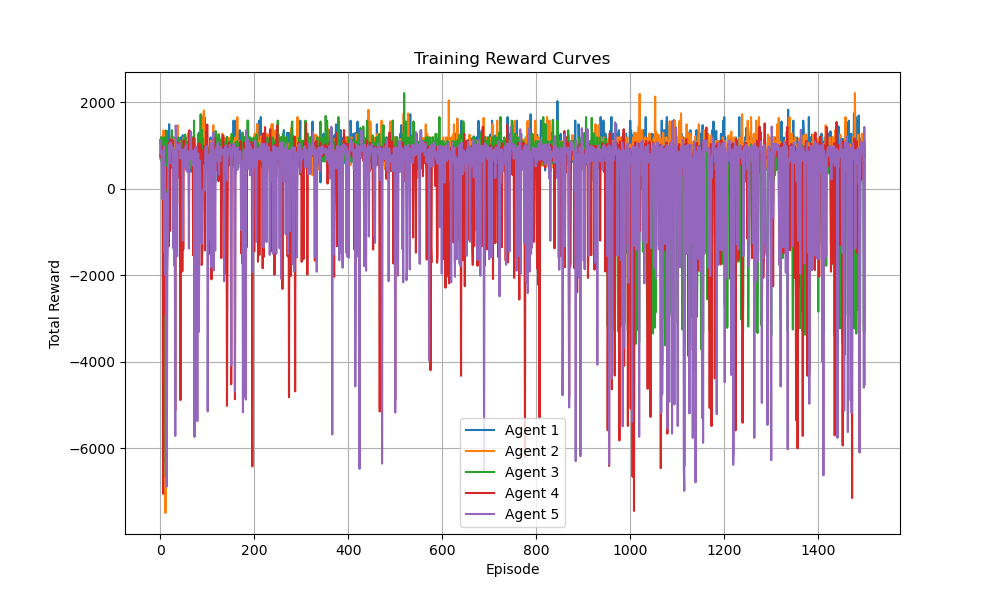 Training Reward Curves
Total Reward
2000
0
−2000
−4000
−6000
Agent 1
Agent 2
Agent 3
Agent 4
Agent 5
0 200 400 600 800 1000 1200 1400
Episode